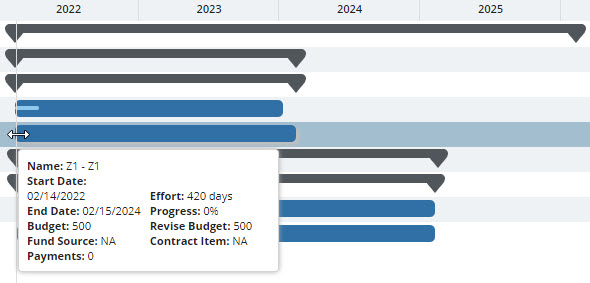 2022 2023 2024 2025
Name: Z1 - Z1
Start Date:
02/14/2022 Effort: 420 days
End Date: 02/15/2024 Progress: 0%
Budget: 500 Revise Budget: 500
Fund Source: NA Contract Item: NA
Payments: 0